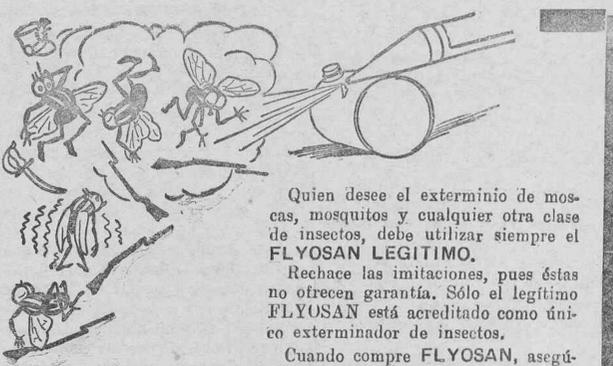 Quien desee el exterminio de mos-
cas, mosquitos y cualquier otra clase
de insectos, debe utilizar siempre el
FLYOSAN LEGITIMO.
Rechace las imitaciones, pues éstas
no ofrecen garantía. Sólo el legítimo
FLYOSAN está acreditado como úni-
co exterminador de insectos.
Cuando compre FLYOSAN, asegú-